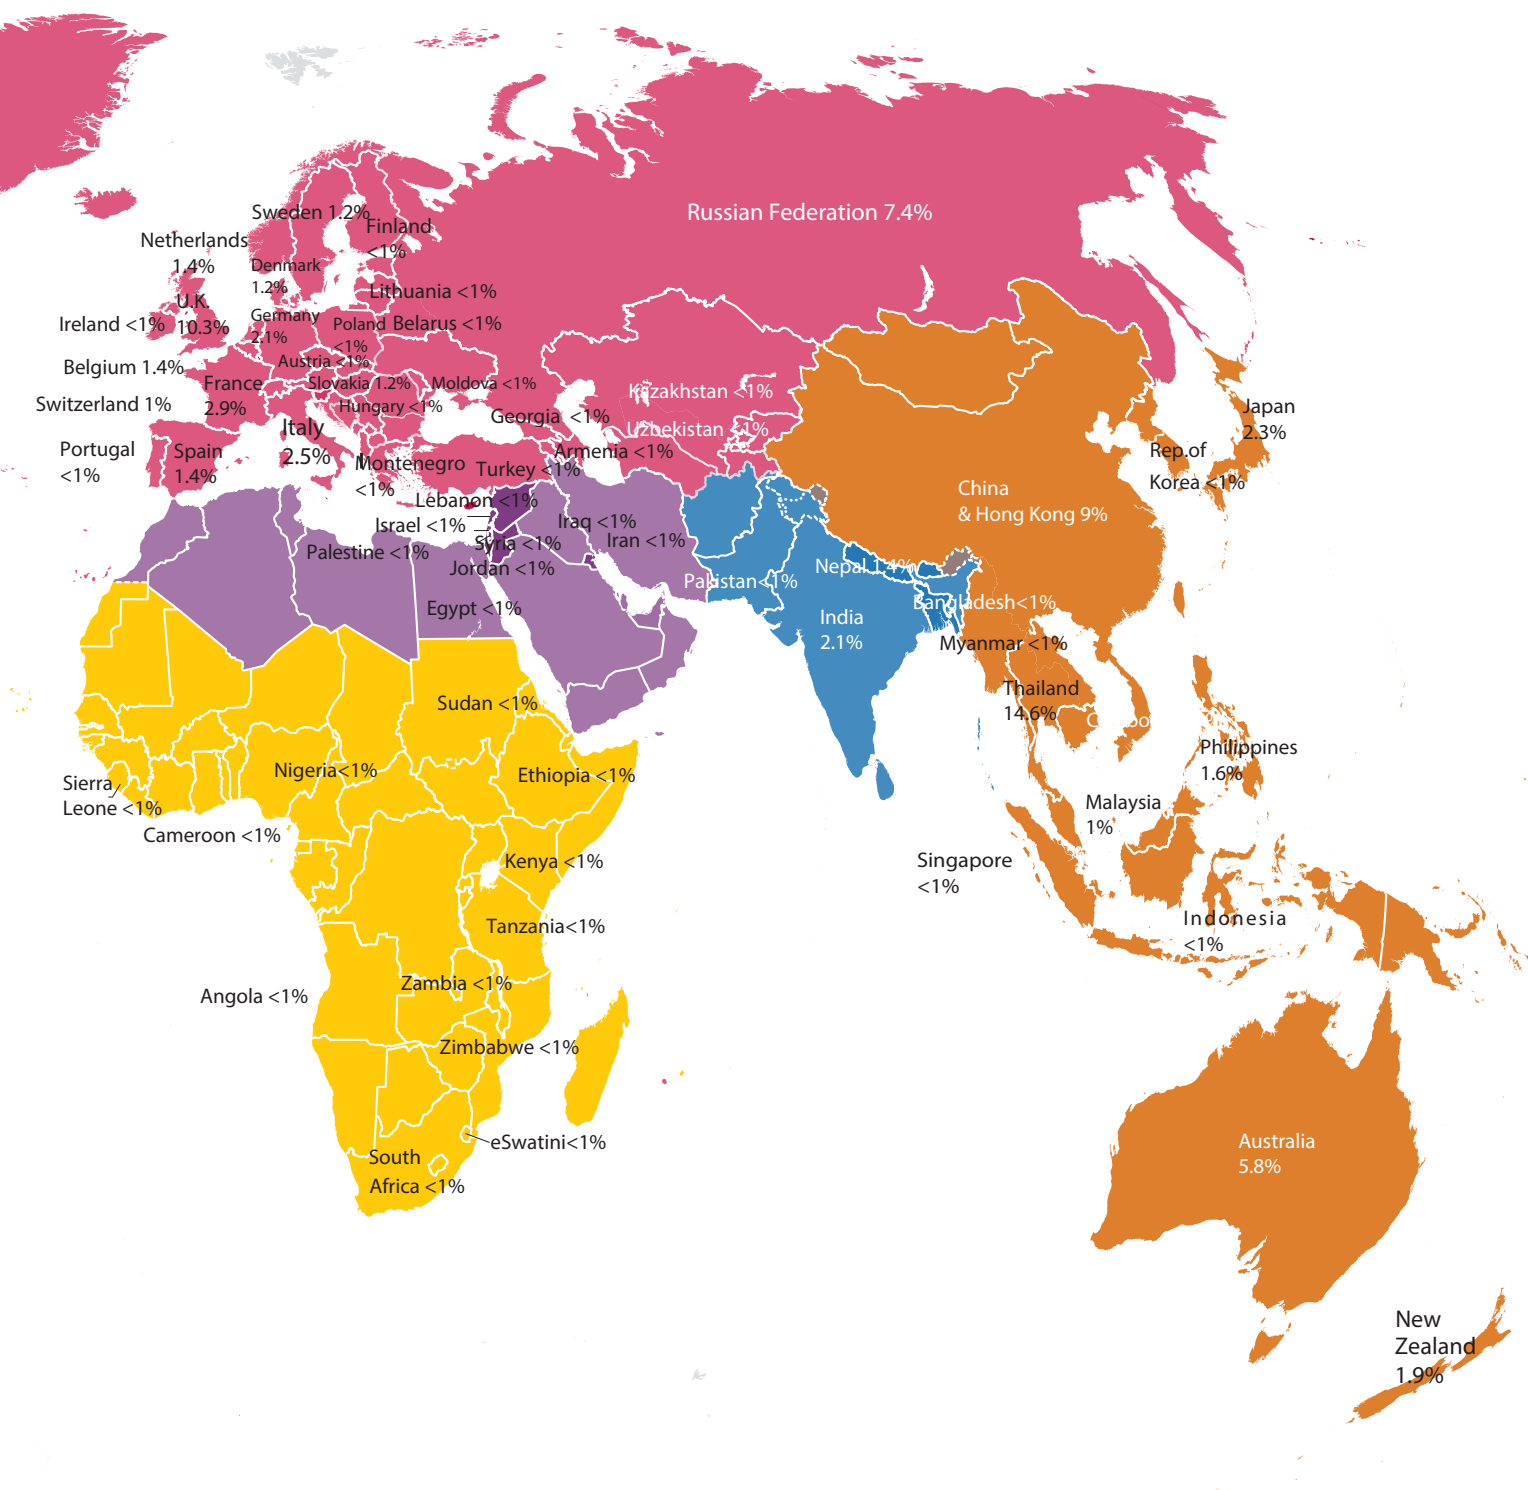 Russian Federation 7.4%
Sweden 1.2%
Finland
<1%
Netherlands
1.4%
Denmark
1.2%
Lithuania <1%
U.K.
10.3%
Ireland <1%
Germany
2.1%
Poland
<1%
Belarus <1%
Belgium 1.4%
Austria <1%
France
2.9%
Slovakia 1.2%
Moldova <1%
Kazakhstan <1%
Switzerland 1%
Hungary <1%
Georgia <1%
Japan
2.3%
Italy
2.5%
Uzbekistan <1%
Portugal
<1%
Spain
1.4%
Montenegro
<1%
Turkey <1%
Armenia <1%
Rep.of
Korea <1%
Lebanon <1%
China
& Hong Kong 9%
Israel <1%
Iraq <1%
Syria <1%
Iran <1%
Palestine <1%
Jordan <1%
Nepal 1.4%
Pakistan<1%
Egypt <1%
Bangladesh<1%
India
2.1%
Myanmar <1%
Thailand
14.6%
Sudan <1%
Philippines
1.6%
Nigeria<1%
Ethiopia <1%
Sierra
Leone <1%
Malaysia
1%
Cameroon <1%
Kenya <1%
Singapore
<1%
Indonesia
<1%
Tanzania<1%
Zambia <1%
Angola <1%
Zimbabwe <1%
eSwatini<1%
South
Africa <1%
Australia
5.8%
New
Zealand
1.9%